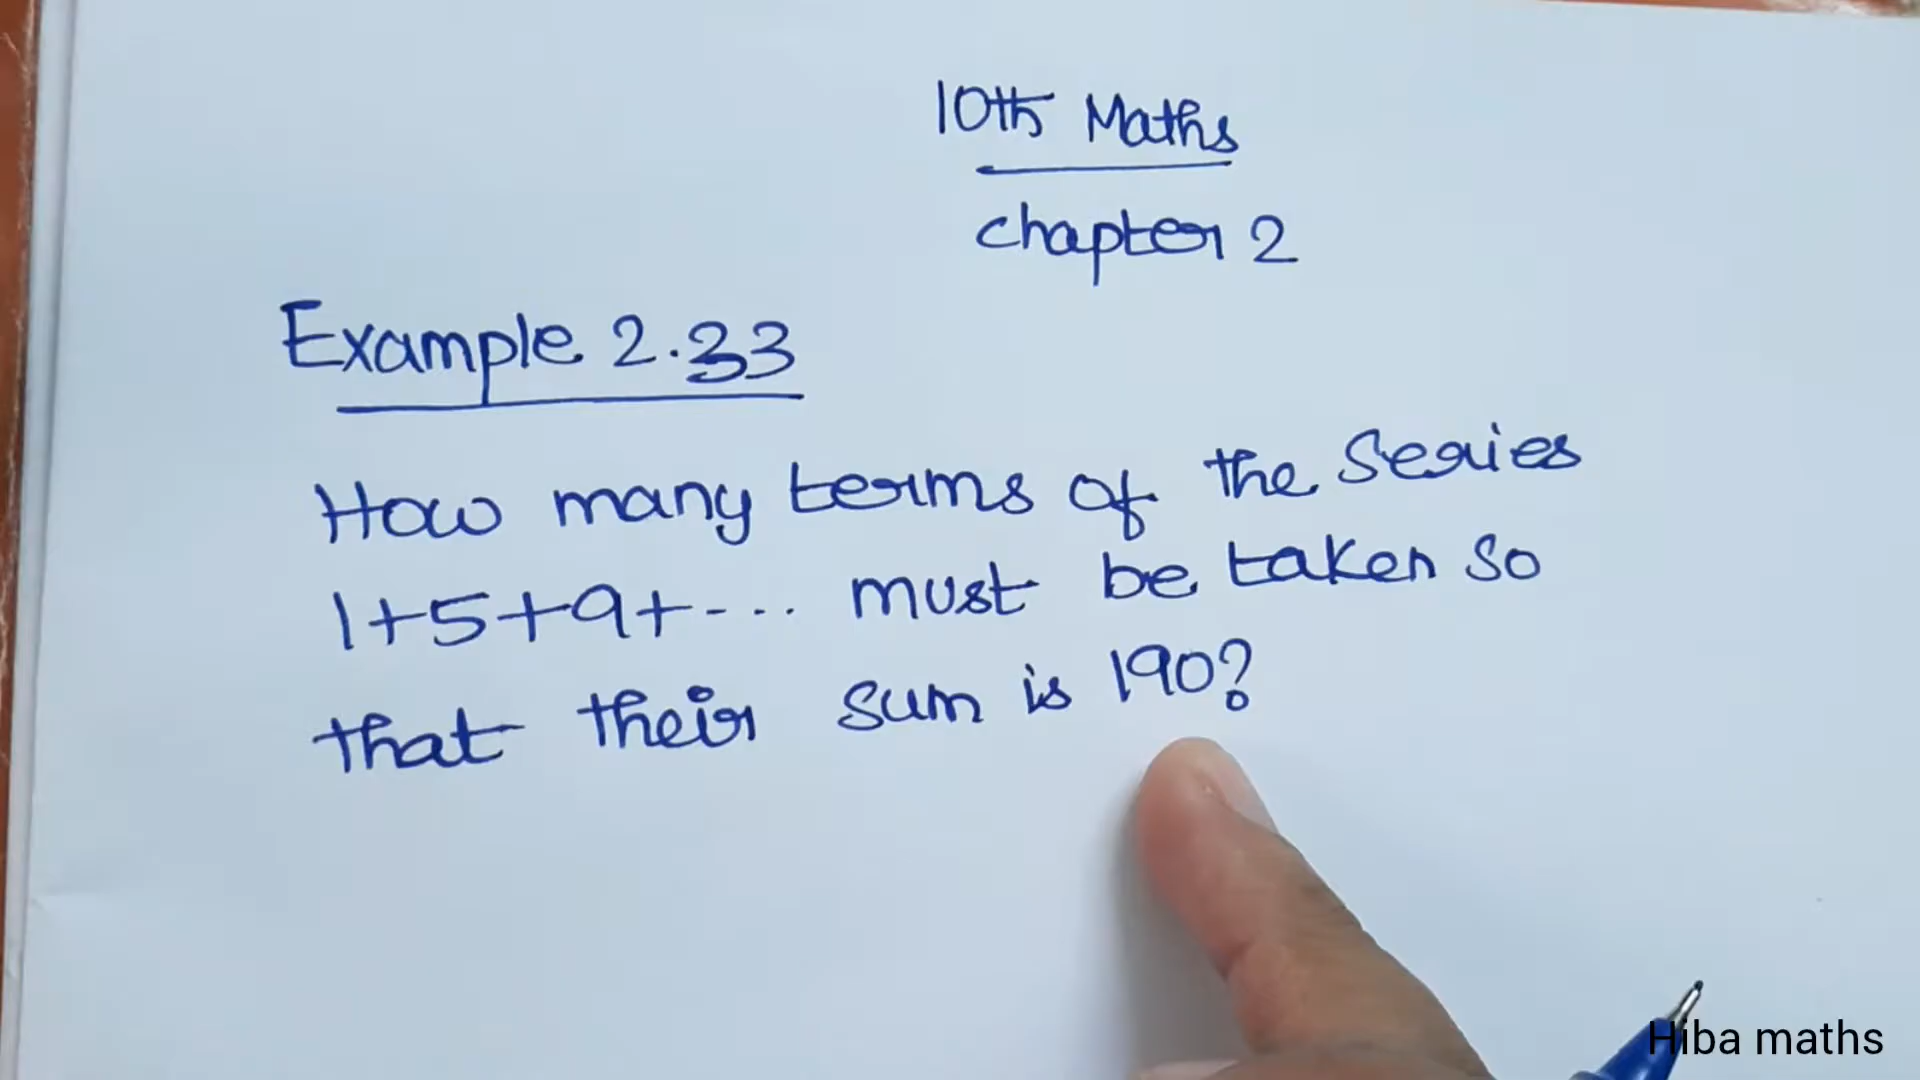 10th Maths
chapter 2
Example 2.33
How many terms of the series
1+5+9+--.. must be taken so
that their sum is 190?
Hiba maths